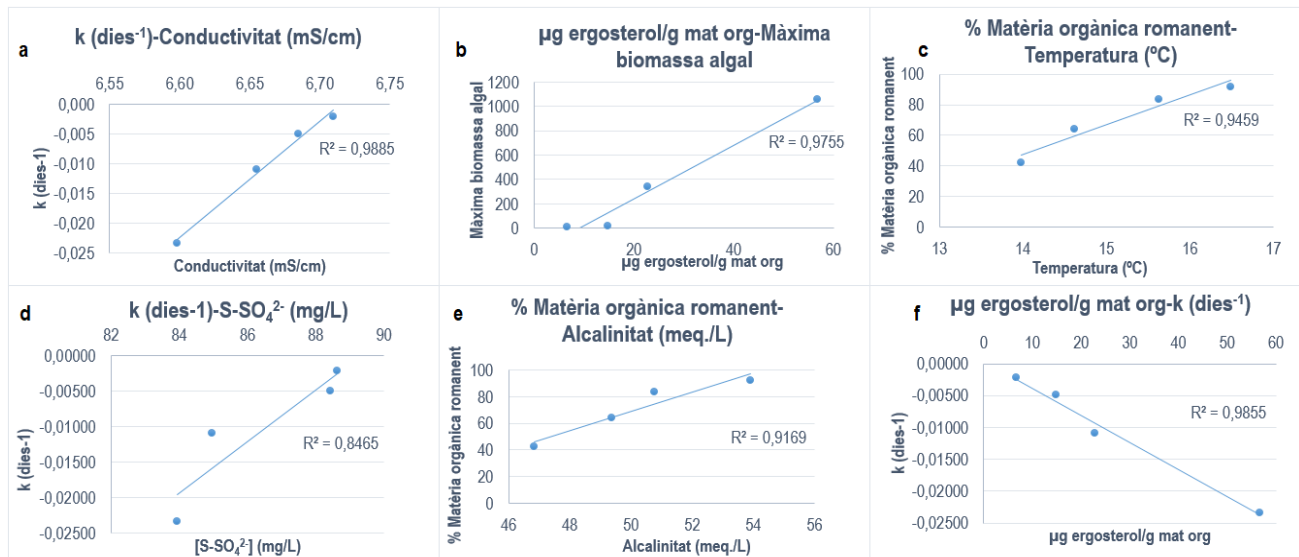 a
k (dies⁻¹)-Conductivitat (mS/cm)
6,55 6,60 6,65 6,70 6,75
0,000
-0,005
-0,010
-0,015
-0,020
-0,025
R² = 0,9885
k (dies-1)
Conductivitat (mS/cm)
b
µg ergosterol/g mat org-Màxima
biomassa algal
1200
1000
800
600
400
200
0
R² = 0,9755
Màxima biomassa algal
0 20 40 60
µg ergosterol/g mat org
c
% Matèria orgànica romanent-
Temperatura (ºC)
100
80
60
40
20
0
R² = 0,9459
% Matèria orgànica romanent
13 14 15 16 17
Temperatura (ºC)
d
k (dies-1)-S-SO₄²⁻ (mg/L)
82 84 86 88 90
0,00000
-0,00500
-0,01000
-0,01500
-0,02000
-0,02500
R² = 0,8465
k (dies-1)
[S-SO₄²⁻] (mg/L)
e
% Matèria orgànica romanent-
Alcalinitat (meq./L)
100
80
60
40
20
0
R² = 0,9169
% Matèria orgànica romanent
46 48 50 52 54 56
Alcalinitat (meq./L)
f
µg ergosterol/g mat org-k (dies⁻¹)
0 10 20 30 40 50 60
0,00000
-0,00500
-0,01000
-0,01500
-0,02000
-0,02500
R² = 0,9855
k (dies-1)
µg ergosterol/g mat org